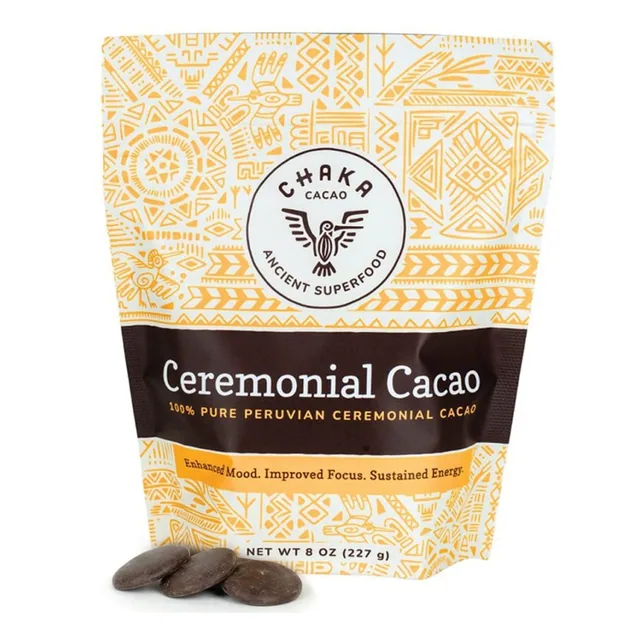 CHAKA
CACAO
ANCIENT SUPERFOOD
Ceremonial Cacao
100% PURE PERUVIAN CEREMONIAL CACAO
Enhanced Mood. Improved Focus. Sustained Energy.
NET WT 8 OZ (227 g)